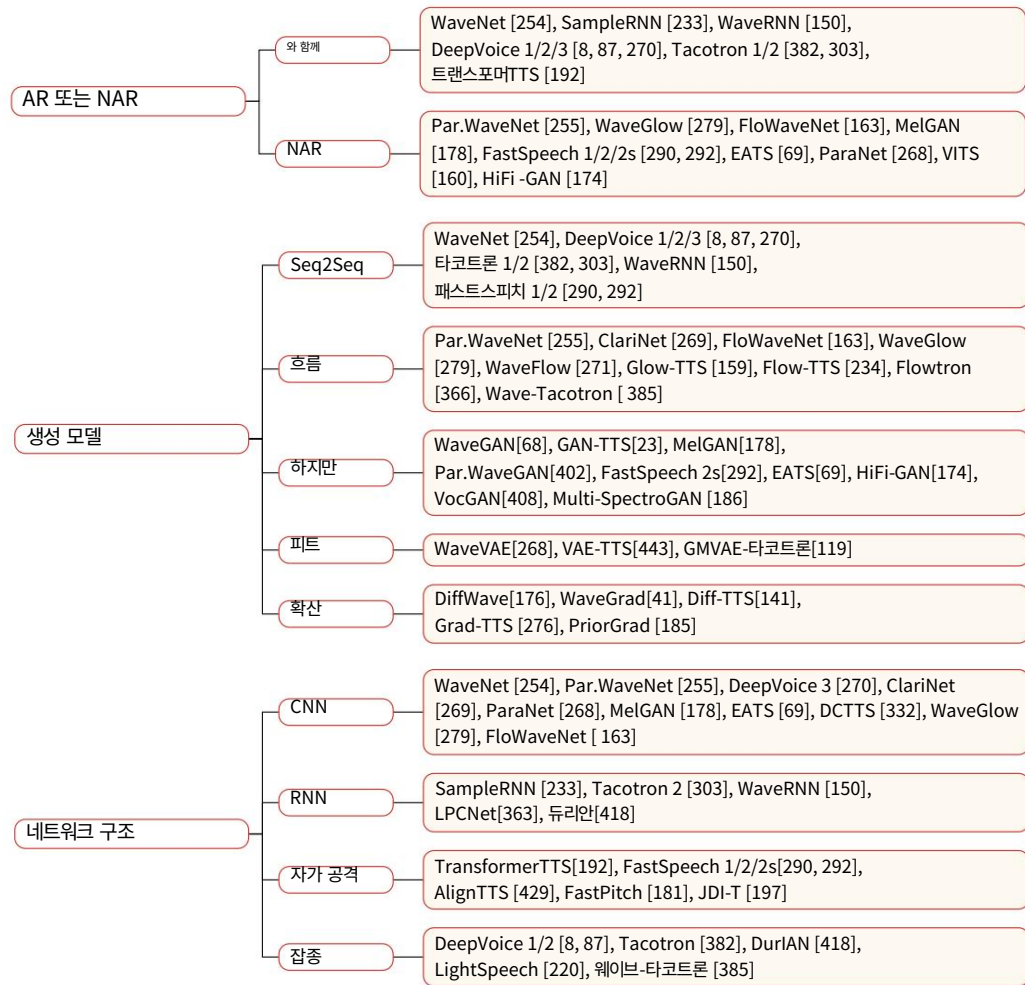 와 함께
WaveNet [254], SampleRNN [233], WaveRNN [150],
DeepVoice 1/2/3 [8, 87, 270], Tacotron 1/2 [382, 303],
트랜스포머TTS [192]
AR 또는 NAR
NAR
Par.WaveNet [255], WaveGlow [279], FloWaveNet [163], MelGAN
[178], FastSpeech 1/2/2s [290, 292], EATS [69], ParaNet [268], VITS
[160], HiFi -GAN [174]
생성 모델
Seq2Seq
WaveNet [254], DeepVoice 1/2/3 [8, 87, 270],
타코트론 1/2 [382, 303], WaveRNN [150],
패스트스피치 1/2 [290, 292]
흐름
Par.WaveNet [255], ClariNet [269], FloWaveNet [163], WaveGlow
[279], WaveFlow [271], Glow-TTS [159], Flow-TTS [234], Flowtron
[366], Wave-Tacotron [ 385]
하지만
WaveGAN[68], GAN-TTS[23], MelGAN[178],
Par.WaveGAN[402], FastSpeech 2s[292], EATS[69], HiFi-GAN[174],
VocGAN[408], Multi-SpectroGAN [186]
피트
WaveVAE[268], VAE-TTS[443], GMVAE-타코트론[119]
확산
DiffWave[176], WaveGrad[41], Diff-TTS[141],
Grad-TTS [276], PriorGrad [185]
네트워크 구조
CNN
WaveNet [254], Par.WaveNet [255], DeepVoice 3 [270], ClariNet
[269], ParaNet [268], MelGAN [178], EATS [69], DCTTS [332], WaveGlow
[279], FloWaveNet [ 163]
RNN
SampleRNN [233], Tacotron 2 [303], WaveRNN [150],
LPCNet[363], 듀리안[418]
자가 공격
TransformerTTS[192], FastSpeech 1/2/2s[290, 292],
AlignTTS [429], FastPitch [181], JDI-T [197]
잡종
DeepVoice 1/2 [8, 87], Tacotron [382], DurIAN [418],
LightSpeech [220], 웨이브-타코트론 [385]